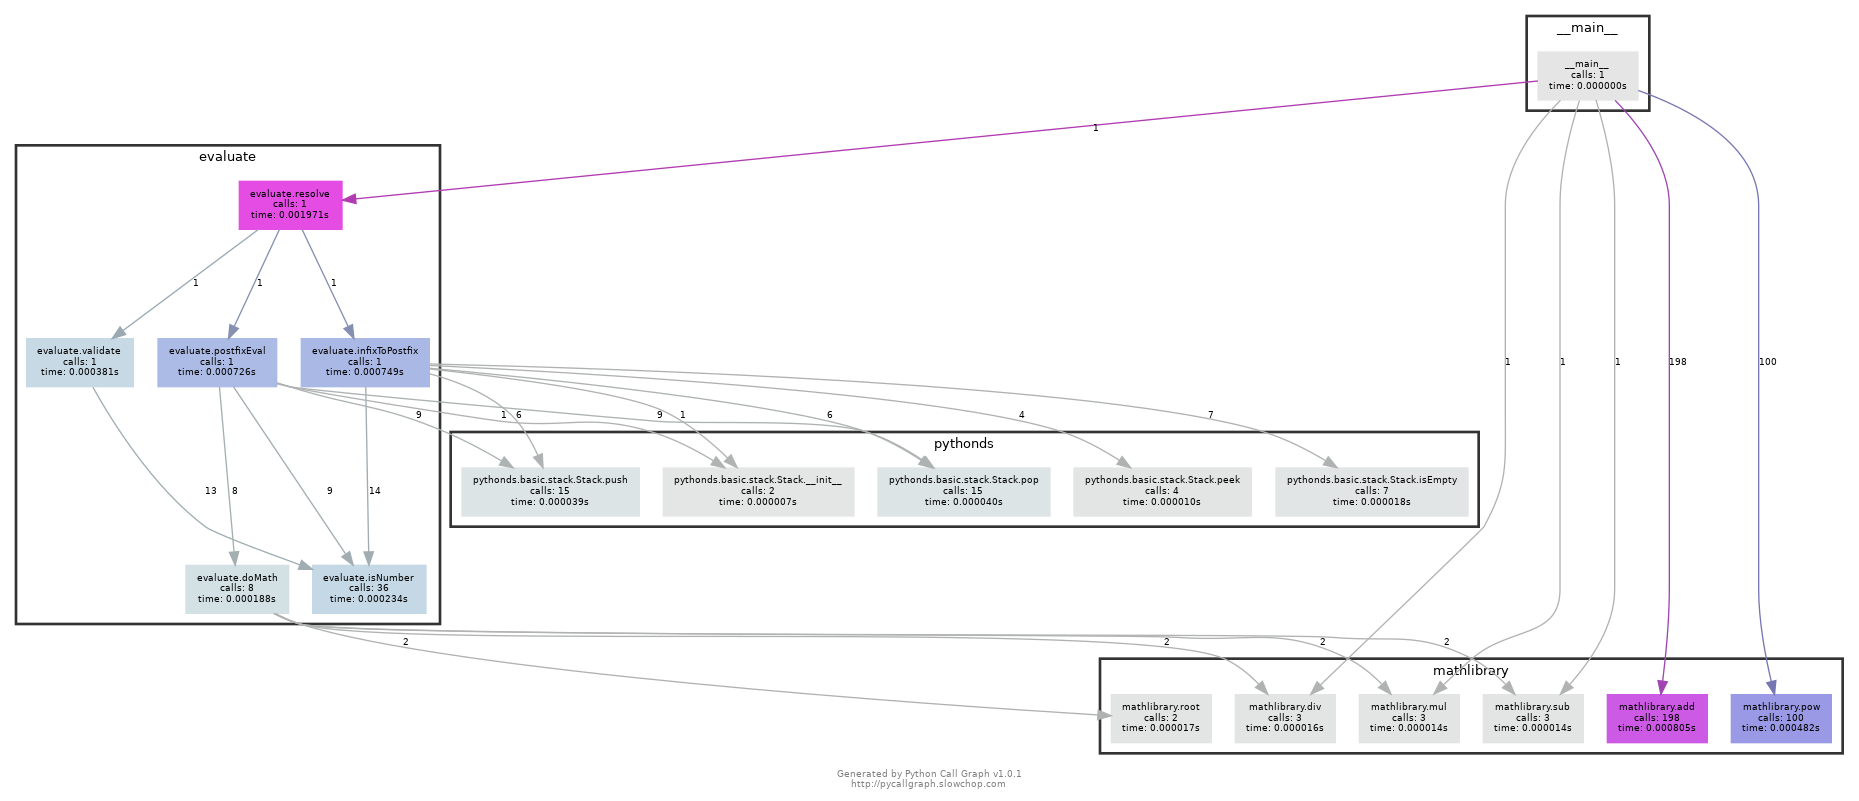 __main__
__main__
calls: 1
time: 0.000000s
1
evaluate
evaluate.resolve
calls: 1
time: 0.001971s
1
1
1
evaluate.validate
calls: 1
time: 0.000381s
evaluate.postfixEval
calls: 1
time: 0.000726s
evaluate.infixToPostfix
calls: 1
time: 0.000749s
1
1
1
198
100
9
1
6
9
1
6
4
7
pythonds
pythonds.basic.stack.Stack.push
calls: 15
time: 0.000039s
pythonds.basic.stack.Stack.__init__
calls: 2
time: 0.000007s
pythonds.basic.stack.Stack.pop
calls: 15
time: 0.000040s
pythonds.basic.stack.Stack.peek
calls: 4
time: 0.000010s
pythonds.basic.stack.Stack.isEmpty
calls: 7
time: 0.000018s
13
8
9
14
evaluate.doMath
calls: 8
time: 0.000188s
evaluate.isNumber
calls: 36
time: 0.000234s
2
2
2
2
mathlibrary
mathlibrary.root
calls: 2
time: 0.000017s
mathlibrary.div
calls: 3
time: 0.000016s
mathlibrary.mul
calls: 3
time: 0.000014s
mathlibrary.sub
calls: 3
time: 0.000014s
mathlibrary.add
calls: 198
time: 0.000805s
mathlibrary.pow
calls: 100
time: 0.000482s
Generated by Python Call Graph v1.0.1
http://pycallgraph.slowchop.com